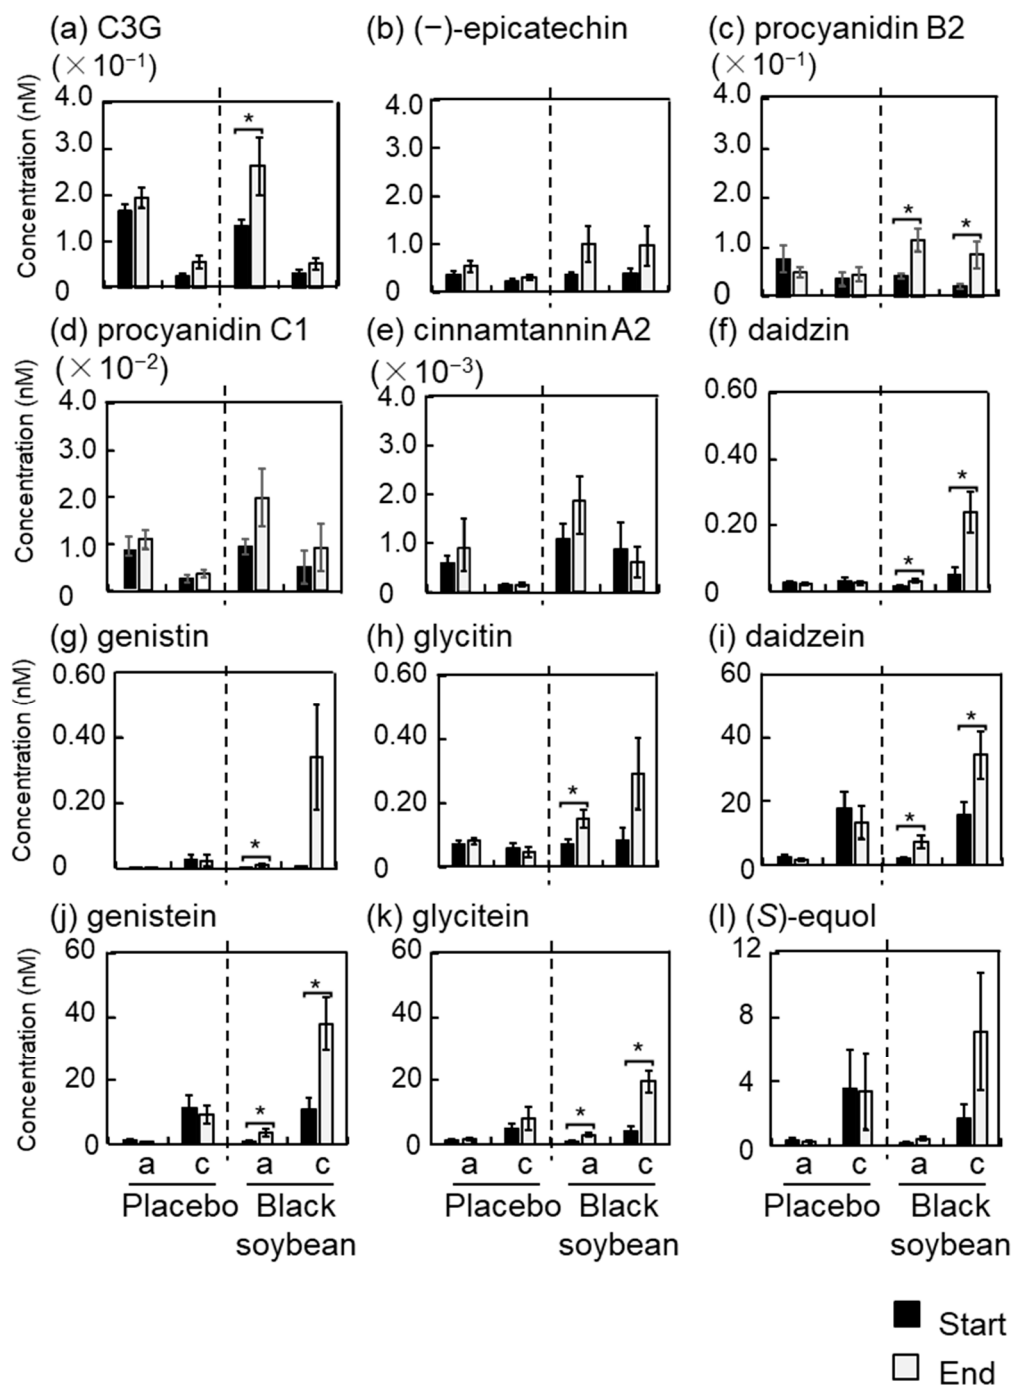 (a) C3G
(×10⁻¹)
Concentration (nM)
4.0
3.0
2.0
1.0
0
*
(b) (−)-epicatechin
4.0
3.0
2.0
1.0
0
(c) procyanidin B2
(×10⁻¹)
4.0
3.0
2.0
1.0
0
*
*
(d) procyanidin C1
(×10⁻²)
Concentration (nM)
4.0
3.0
2.0
1.0
0
(e) cinnamtannin A2
(×10⁻³)
4.0
3.0
2.0
1.0
0
(f) daidzin
0.60
0.40
0.20
0
*
*
(g) genistin
Concentration (nM)
0.60
0.40
0.20
0
*
(h) glycitin
0.60
0.40
0.20
0
*
(i) daidzein
60
40
20
0
*
*
(j) genistein
Concentration (nM)
60
40
20
0
*
*
a c a c
Placebo Black
soybean
(k) glycitein
60
40
20
0
*
*
a c a c
Placebo Black
soybean
(l) (S)-equol
12
8
4
0
a c a c
Placebo Black
soybean
Start
End